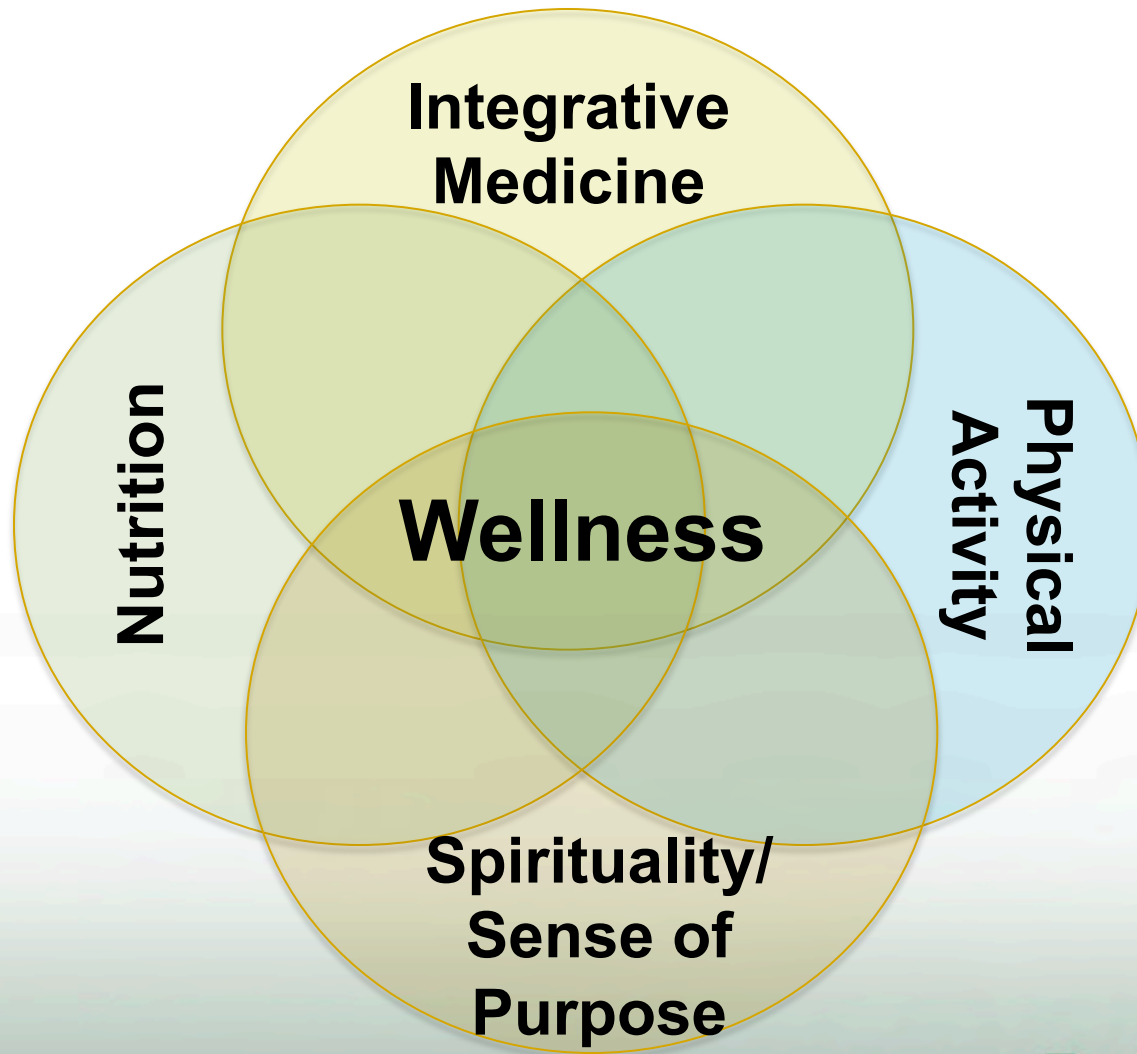 Integrative
Medicine
Nutrition
Wellness
Physical
Activity
Spirituality/
Sense of
Purpose